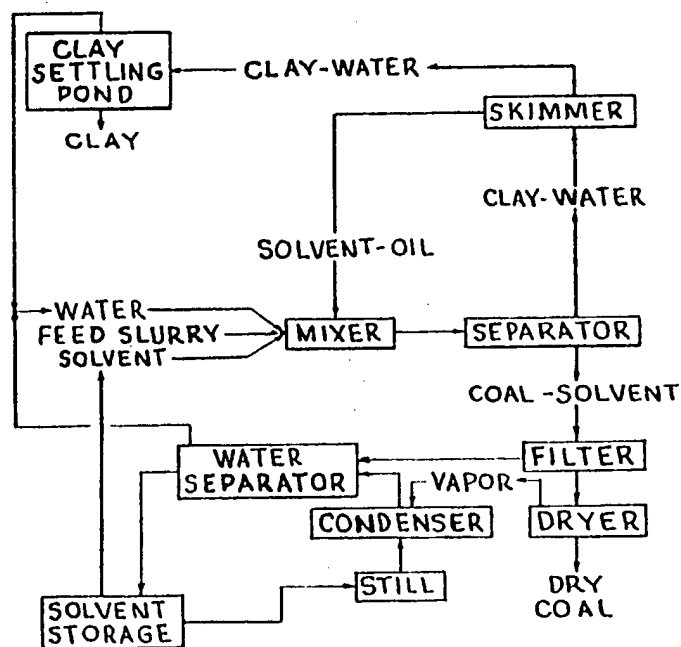 CLAY
SETTLING
POND
CLAY-WATER
SKIMMER
CLAY
CLAY-WATER
SOLVENT-OIL
WATER
FEED SLURRY
SOLVENT
MIXER
SEPARATOR
COAL-SOLVENT
WATER
SEPARATOR
FILTER
VAPOR
CONDENSER
DRYER
STILL
DRY
COAL
SOLVENT
STORAGE